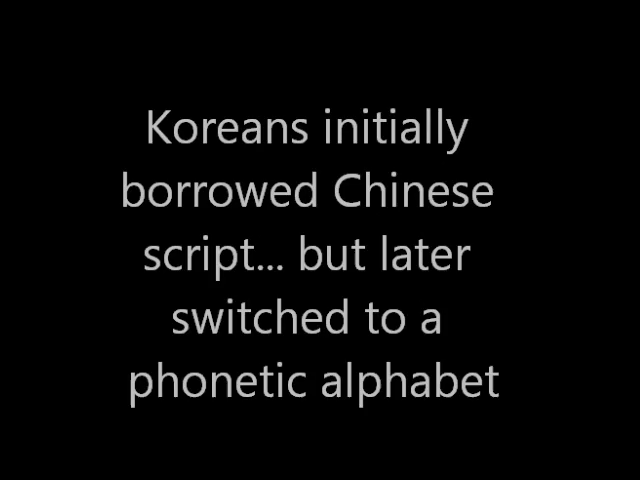 Koreans initially
borrowed Chinese
script... but later
switched to a
phonetic alphabet